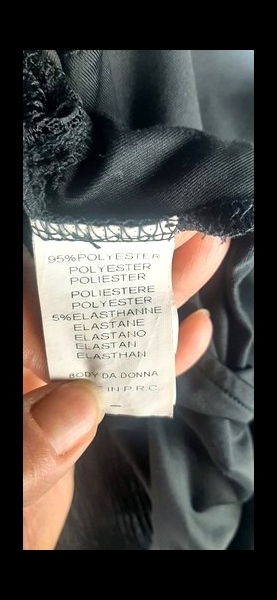 95%POLYESTER
POLYESTER
POLIESTER
POLIESTERE
POLYESTER
5%ELASTHANNE
ELASTANE
ELASTANO
ELASTAN
ELASTHAN
BODY DA DONNA
IN P.R.C.